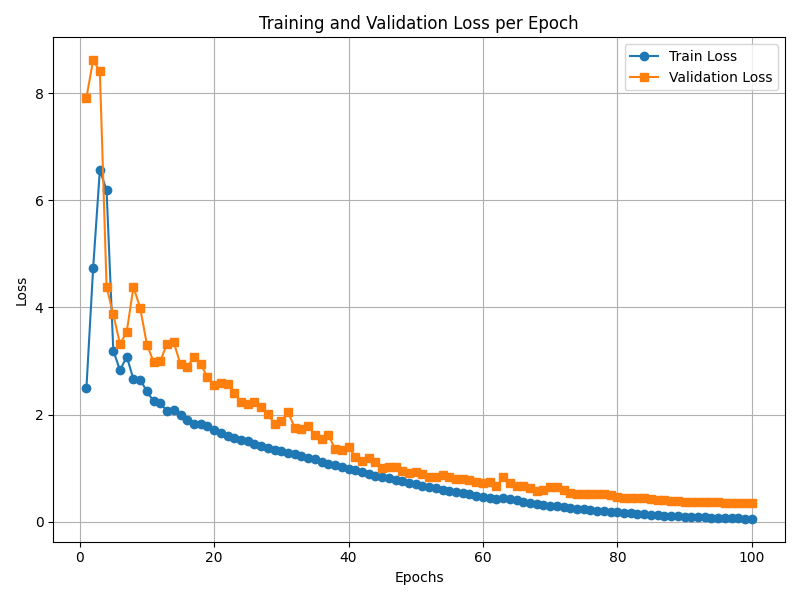 Training and Validation Loss per Epoch
Train Loss
Validation Loss
8
6
4
2
0
Loss
0 20 40 60 80 100
Epochs